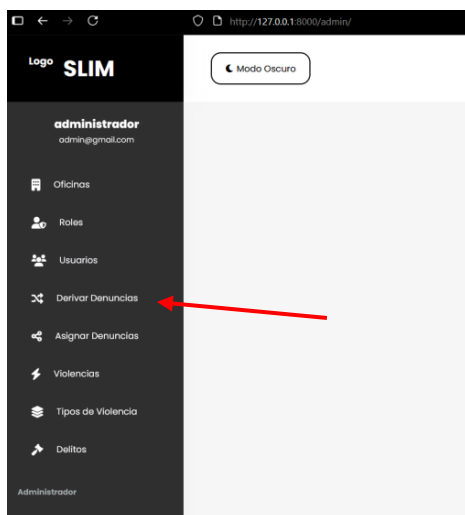 http://127.0.0.1:8000/admin/
Logo SLIM
Modo Oscuro
administrador
admin@gmail.com
Oficinas
Roles
Usuarios
Derivar Denuncias
Asignar Denuncias
Violencias
Tipos de Violencia
Delitos
Administrador